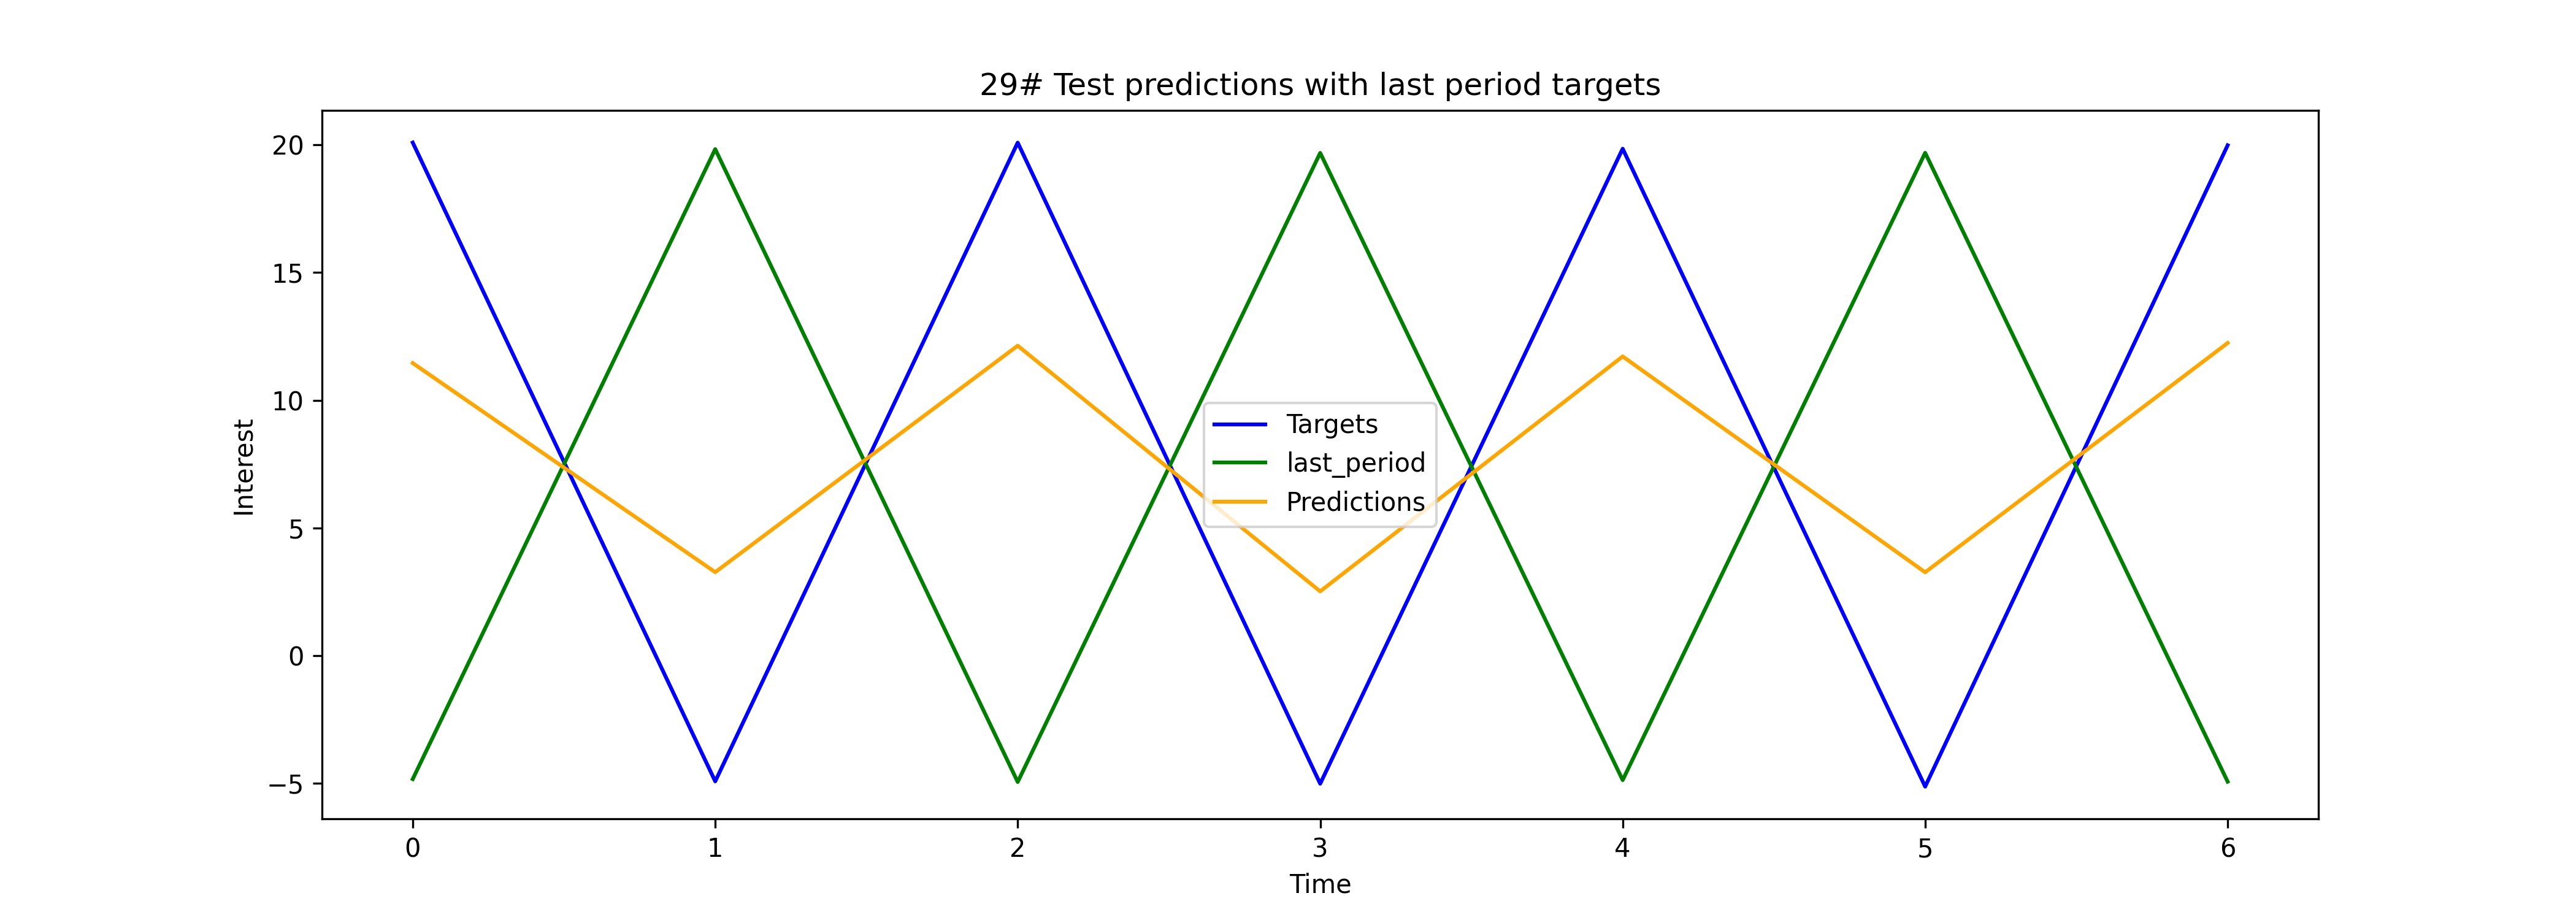 29# Test predictions with last period targets
Interest
20
15
10
5
0
−5
Targets
last_period
Predictions
0 1 2 3 4 5 6
Time